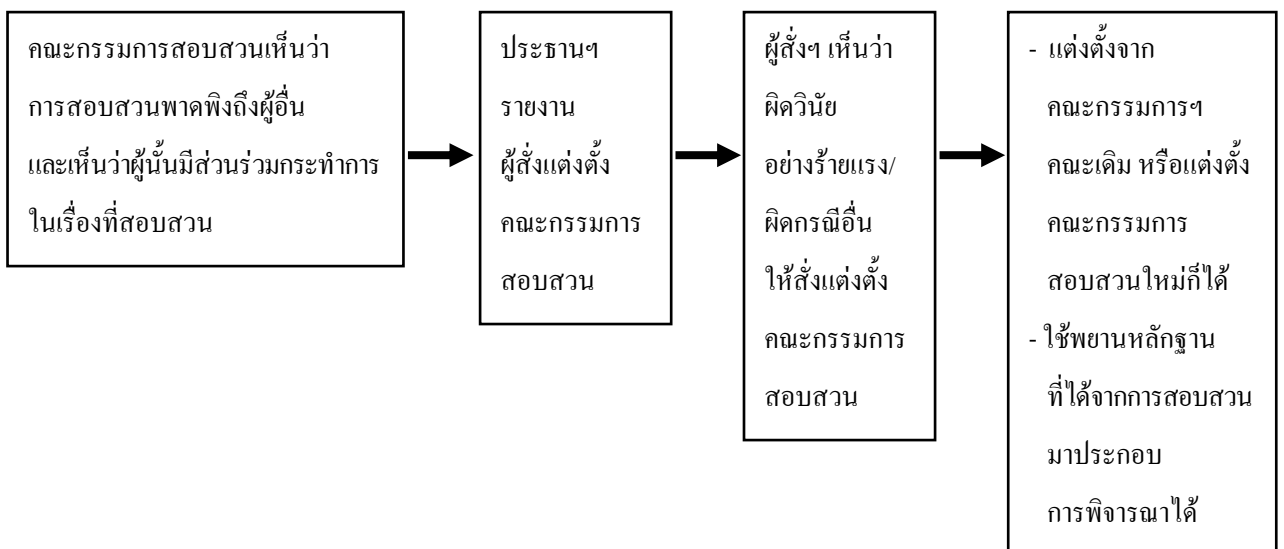 คณะกรรมการสอบสวนเห็นว่า
การสอบสวนพาดพิงถึงผู้อื่น
และเห็นว่าผู้นั้นมีส่วนร่วมกระทำการ
ในเรื่องที่สอบสวน
ประธานฯ
รายงาน
ผู้สั่งแต่งตั้ง
คณะกรรมการ
สอบสวน
ผู้สั่งฯ เห็นว่า
ผิดวินัย
อย่างร้ายแรง/
ผิดกรณีอื่น
ให้สั่งแต่งตั้ง
คณะกรรมการ
สอบสวน
- แต่งตั้งจาก
คณะกรรมการฯ
คณะเดิม หรือแต่งตั้ง
คณะกรรมการ
สอบสวนใหม่ก็ได้
- ใช้พยานหลักฐาน
ที่ได้จากการสอบสวน
มาประกอบ
การพิจารณาได้